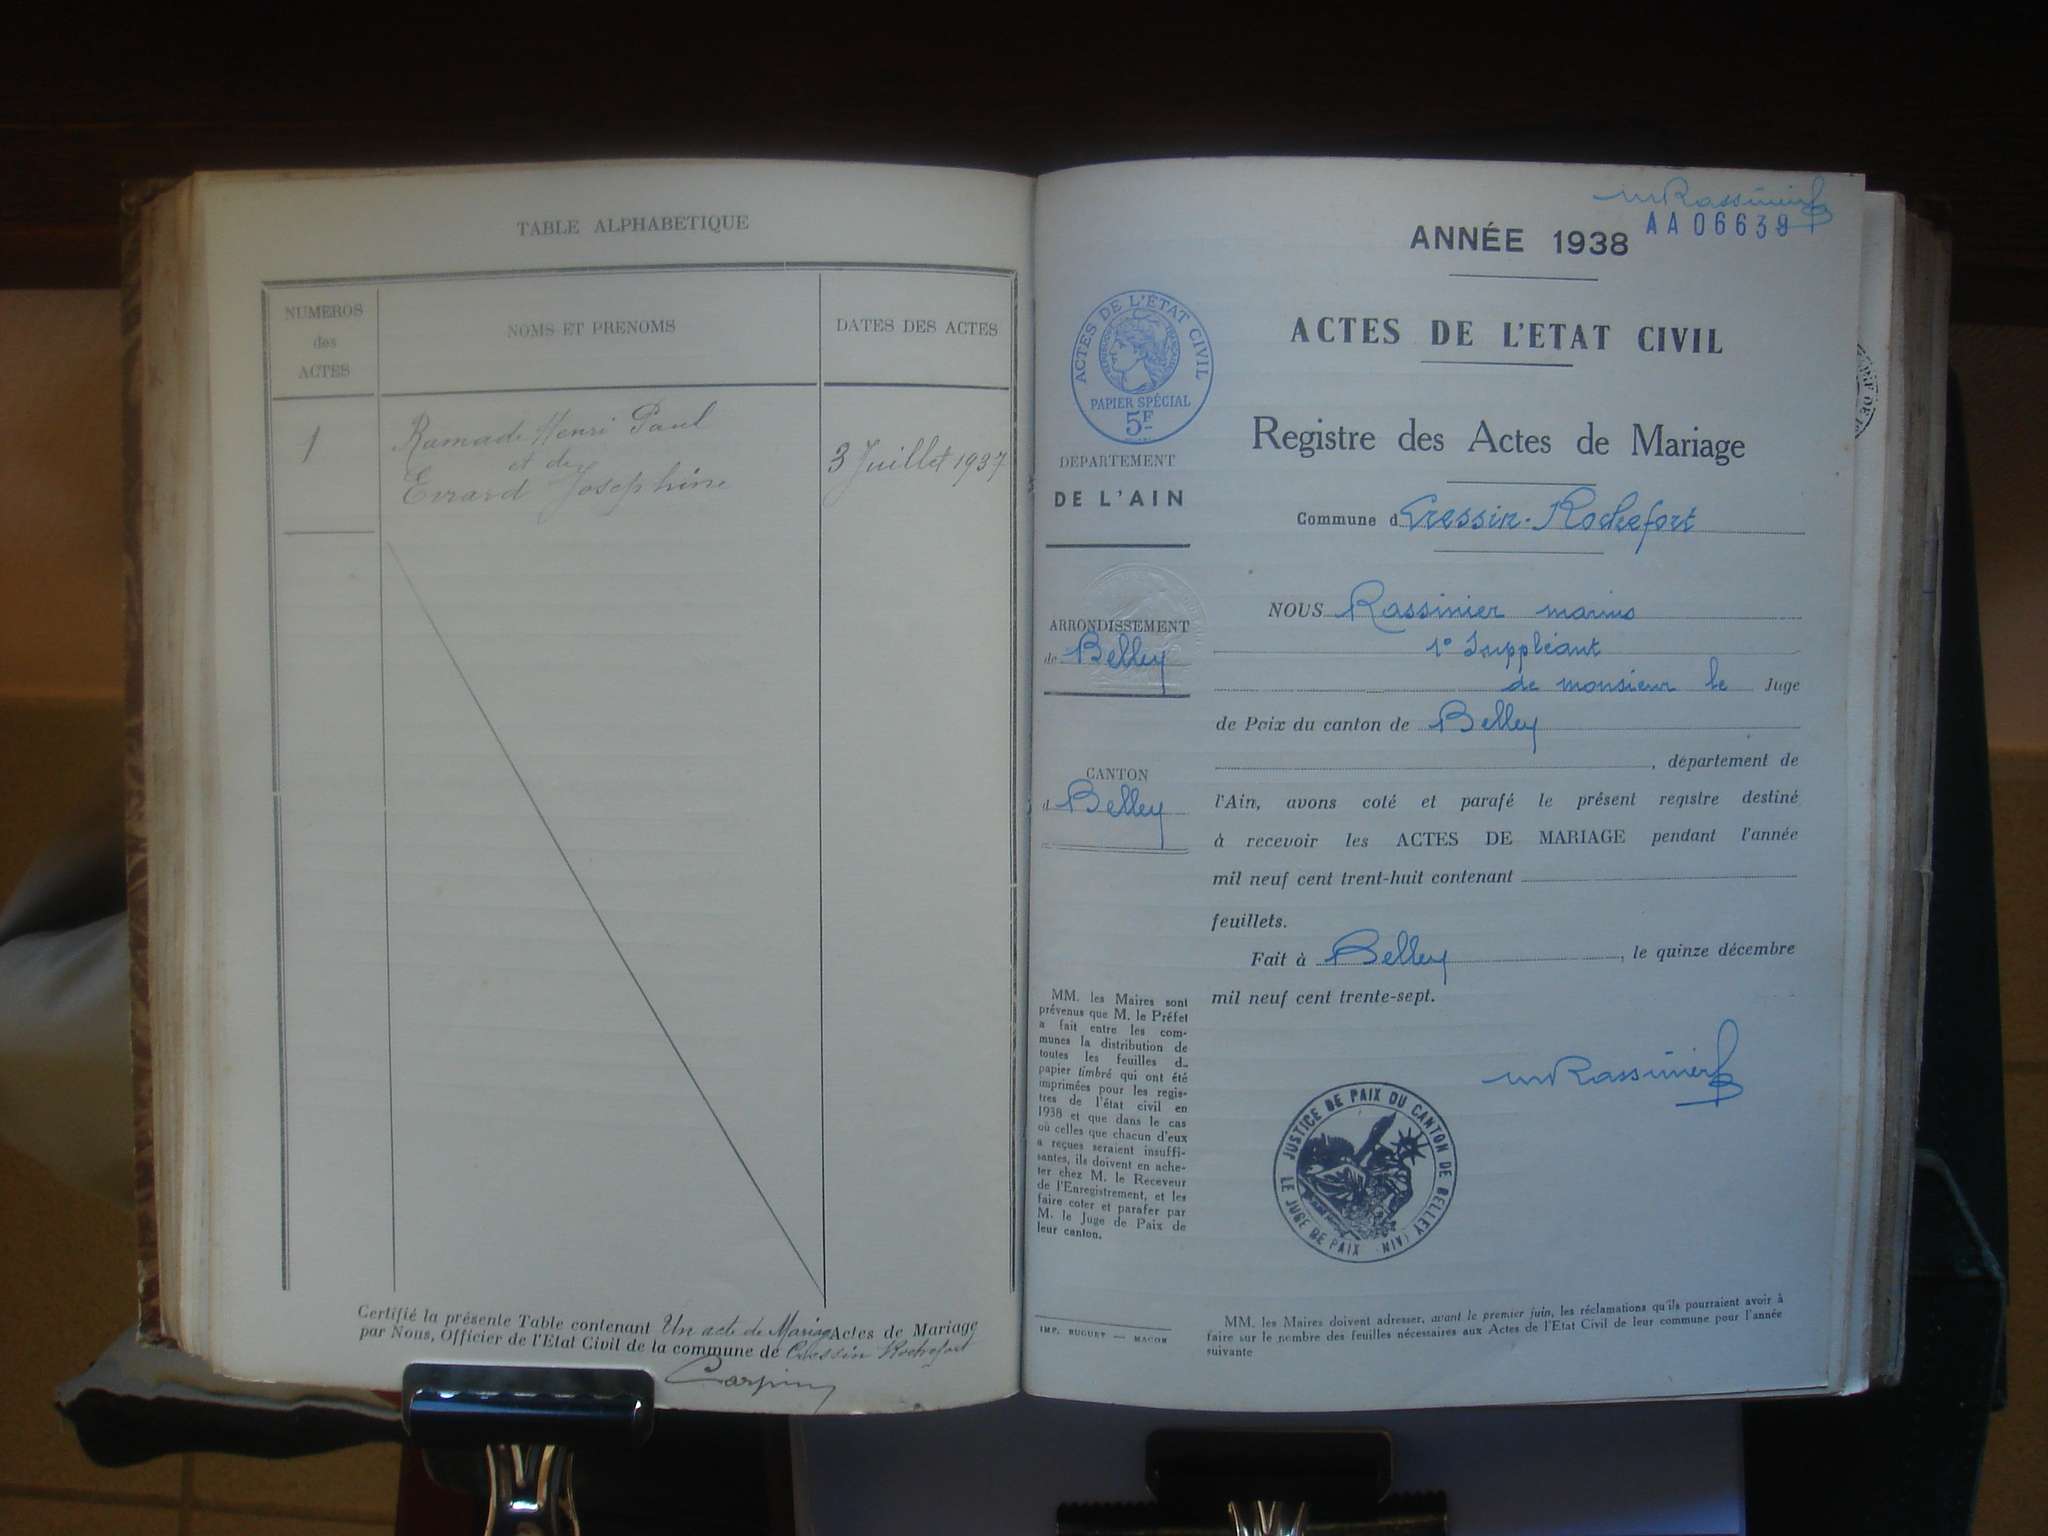 TABLE ALPHABETIQUE
NUMEROS
des
ACTES
NOMS ET PRENOMS
DATES DES ACTES
1
Ramade Henri Paul
et de
Evrard Josephine
3 Juillet 1937
Certifié la présente Table contenant Un acte de Mariage Actes de Mariage
par Nous, Officier de l'Etat Civil de la commune de Cressin Rochefort
mRassinier
AA06639
ANNÉE 1938
ACTES DE L'ETAT CIVIL
Registre des Actes de Mariage
Commune d Cressin-Rochefort
ACTES DE L'ÉTAT CIVIL
RÉPUBLIQUE FRANÇAISE
PAPIER SPÉCIAL
5F
DEPARTEMENT
DE L'AIN
ARRONDISSEMENT
de Belley
CANTON
d Belley
NOUS Rassinier marius
1º Suppléant
de monsieur le Juge
de Paix du canton de Belley
, département de
l'Ain, avons coté et parafé le présent registre destiné
à recevoir les ACTES DE MARIAGE pendant l'année
mil neuf cent trent-huit contenant
feuillets.
Fait à Belley, le quinze décembre
mil neuf cent trente-sept.
mRassinier
LE JUGE DE PAIX
JUSTICE DE PAIX DU CANTON DE BELLEY (AIN)
MM. les Maires sont
prévenus que M. le Préfet
a fait entre les com-
munes la distribution de
toutes les feuilles d
papier timbré qui ont été
imprimées pour les regis-
tres de l'état civil en
1938 et que dans le cas
où celles que chacun d'eux
a reçues seraient insuffi-
santes, ils doivent en ache-
ter chez M. le Receveur
de l'Enregistrement, et les
faire coter et parafer par
M. le Juge de Paix de
leur canton.
IMP. BUGUET — MACON
MM. les Maires doivent adresser, avant le premier juin, les réclamations qu'ils pourraient avoir à
faire sur le nombre des feuilles nécessaires aux Actes de l'Etat Civil de leur commune pour l'année
suivante